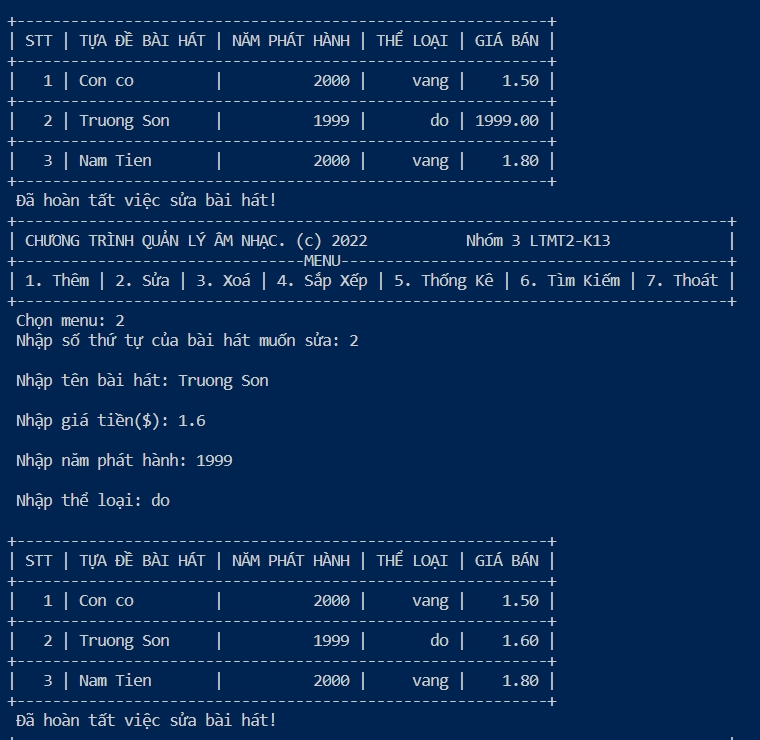 +-----------------------------------------------------------+
| STT | TỰA ĐỀ BÀI HÁT | NĂM PHÁT HÀNH | THỂ LOẠI | GIÁ BÁN |
+-----------------------------------------------------------+
|   1 | Con co         |          2000 |     vang |    1.50 |
+-----------------------------------------------------------+
|   2 | Truong Son     |          1999 |       do | 1999.00 |
+-----------------------------------------------------------+
|   3 | Nam Tien       |          2000 |     vang |    1.80 |
+-----------------------------------------------------------+
Đã hoàn tất việc sửa bài hát!
+-------------------------------------------------------------------------------+
| CHƯƠNG TRÌNH QUẢN LÝ ÂM NHẠC. (c) 2022           Nhóm 3 LTMT2-K13             |
+--------------------------------MENU-------------------------------------------+
| 1. Thêm | 2. Sửa | 3. Xoá | 4. Sắp Xếp | 5. Thống Kê | 6. Tìm Kiếm | 7. Thoát |
+-------------------------------------------------------------------------------+
Chọn menu: 2
Nhập số thứ tự của bài hát muốn sửa: 2
Nhập tên bài hát: Truong Son
Nhập giá tiền($): 1.6
Nhập năm phát hành: 1999
Nhập thể loại: do
+-----------------------------------------------------------+
| STT | TỰA ĐỀ BÀI HÁT | NĂM PHÁT HÀNH | THỂ LOẠI | GIÁ BÁN |
+-----------------------------------------------------------+
|   1 | Con co         |          2000 |     vang |    1.50 |
+-----------------------------------------------------------+
|   2 | Truong Son     |          1999 |       do |    1.60 |
+-----------------------------------------------------------+
|   3 | Nam Tien       |          2000 |     vang |    1.80 |
+-----------------------------------------------------------+
Đã hoàn tất việc sửa bài hát!